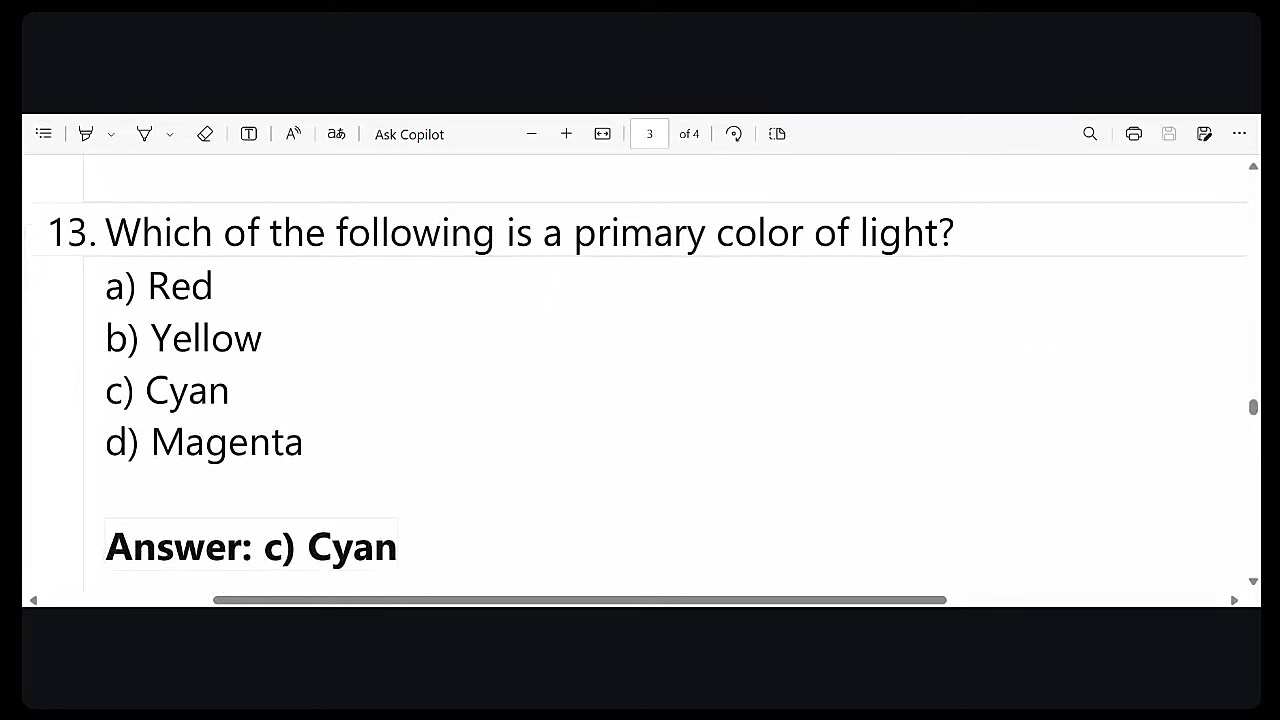 Ask Copilot 3 of 4
13. Which of the following is a primary color of light?
a) Red
b) Yellow
c) Cyan
d) Magenta
Answer: c) Cyan